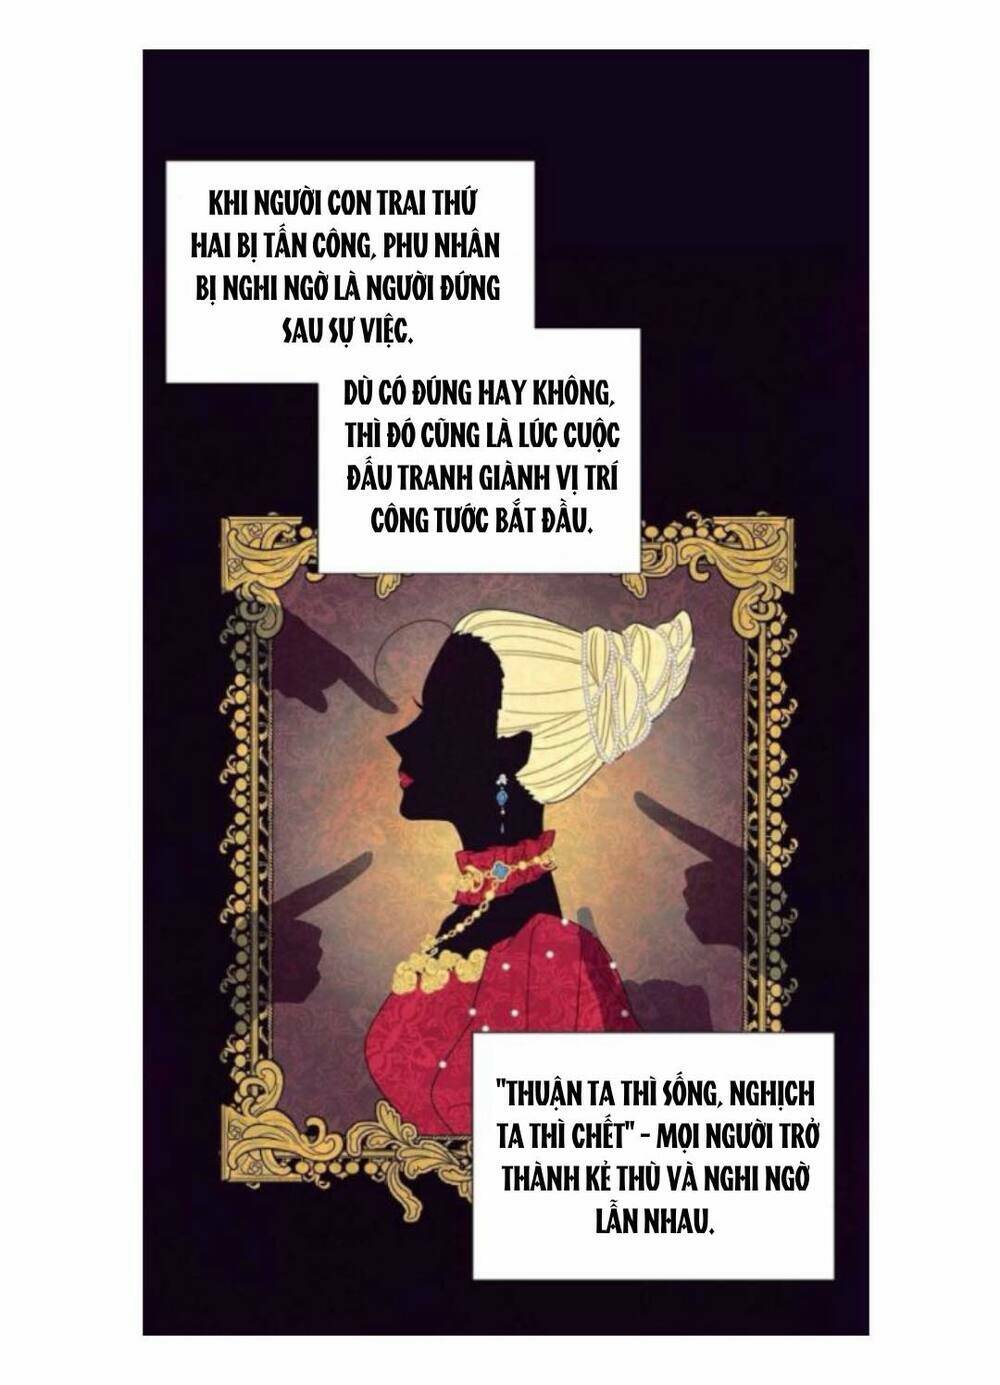 KHI NGƯỜI CON TRAI THỨ
HAI BỊ TẤN CÔNG, PHU NHÂN
BỊ NGHI NGỜ LÀ NGƯỜI ĐỨNG
SAU SỰ VIỆC.
DÙ CÓ ĐÚNG HAY KHÔNG,
THÌ ĐÓ CŨNG LÀ LÚC CUỘC
ĐẤU TRANH GIÀNH VỊ TRÍ
CÔNG TƯỚC BẮT ĐẦU.
"THUẬN TA THÌ SỐNG, NGHỊCH
TA THÌ CHẾT" - MỌI NGƯỜI TRỞ
THÀNH KẺ THÙ VÀ NGHI NGỜ
LẪN NHAU.